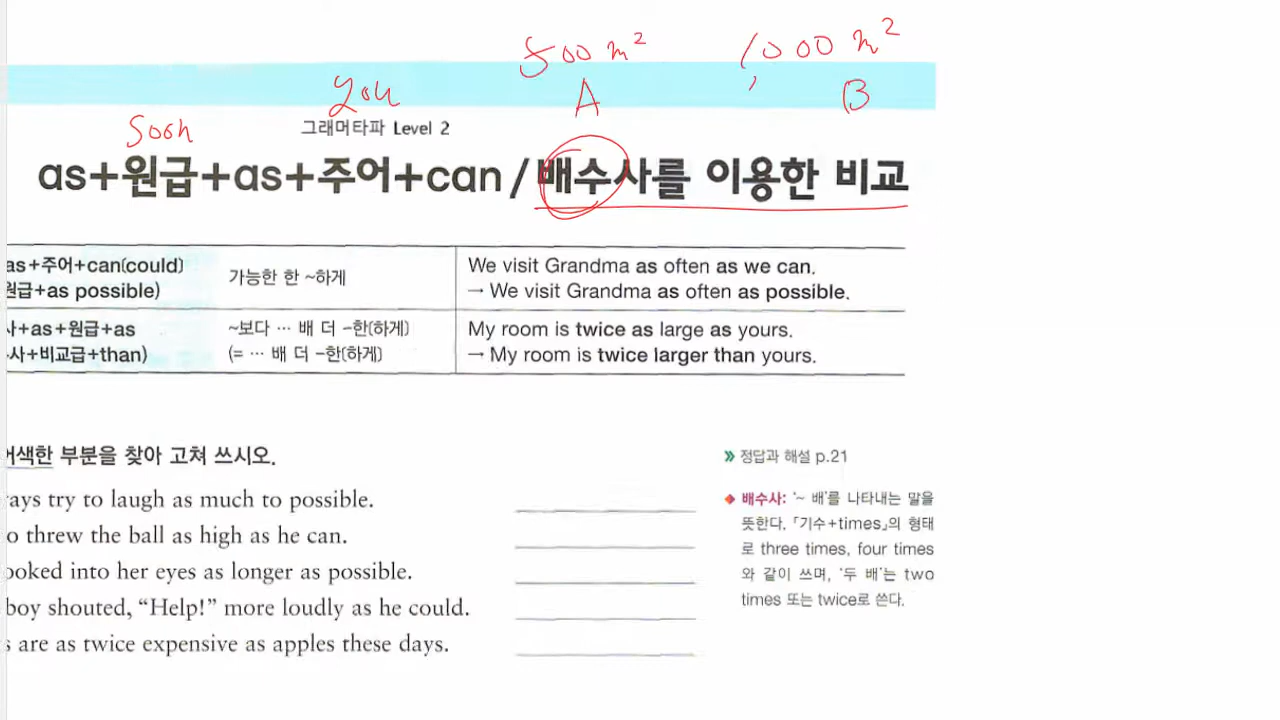 500 m² 1,000 m²
you A B
soon
그래머타파 Level 2
as+원급+as+주어+can/배수사를 이용한 비교
as+주어+can(could)
원급+as possible)
가능한 한 ~하게
We visit Grandma as often as we can.
→ We visit Grandma as often as possible.
사+as+원급+as
사+비교급+than)
~보다 … 배 더 -한(하게)
(= … 배 더 -한(하게)
My room is twice as large as yours.
→ My room is twice larger than yours.
어색한 부분을 찾아 고쳐 쓰시오.
ays try to laugh as much to possible.
o threw the ball as high as he can.
ooked into her eyes as longer as possible.
boy shouted, “Help!” more loudly as he could.
s are as twice expensive as apples these days.
» 정답과 해설 p.21
◆ 배수사: ‘~ 배’를 나타내는 말을
뜻한다. 「기수+times」의 형태
로 three times, four times
와 같이 쓰며, ‘두 배’는 two
times 또는 twice로 쓴다.